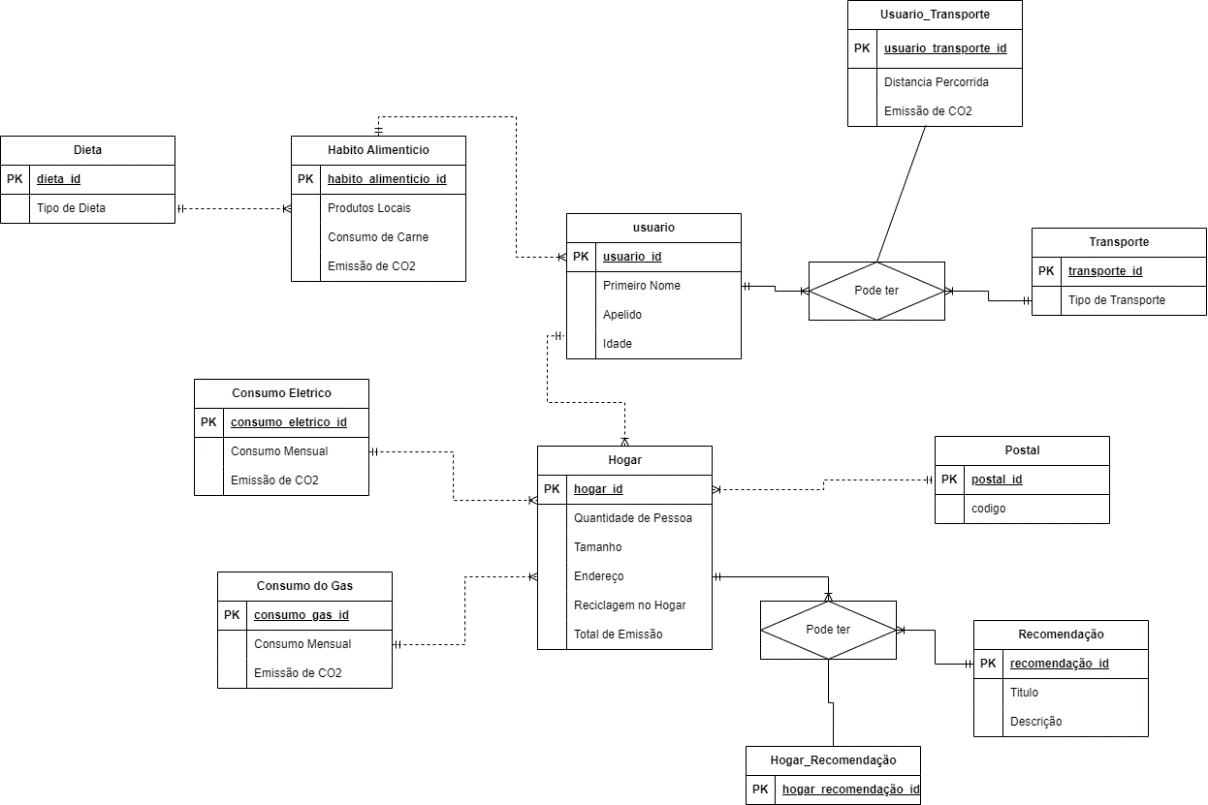 Usuario_Transporte
PK usuario_transporte_id
Distancia Percorrida
Emissão de CO2
Dieta
PK dieta_id
Tipo de Dieta
Habito Alimenticio
PK habito_alimenticio_id
Produtos Locais
Consumo de Carne
Emissão de CO2
usuario
PK usuario_id
Primeiro Nome
Apelido
Idade
Pode ter
Transporte
PK transporte_id
Tipo de Transporte
Consumo Eletrico
PK consumo_eletrico_id
Consumo Mensual
Emissão de CO2
Hogar
PK hogar_id
Quantidade de Pessoa
Tamanho
Endereço
Reciclagem no Hogar
Total de Emissão
Postal
PK postal_id
codigo
Consumo do Gas
PK consumo_gas_id
Consumo Mensual
Emissão de CO2
Pode ter
Recomendação
PK recomendação_id
Titulo
Descrição
Hogar_Recomendação
PK hogar_recomendação_id